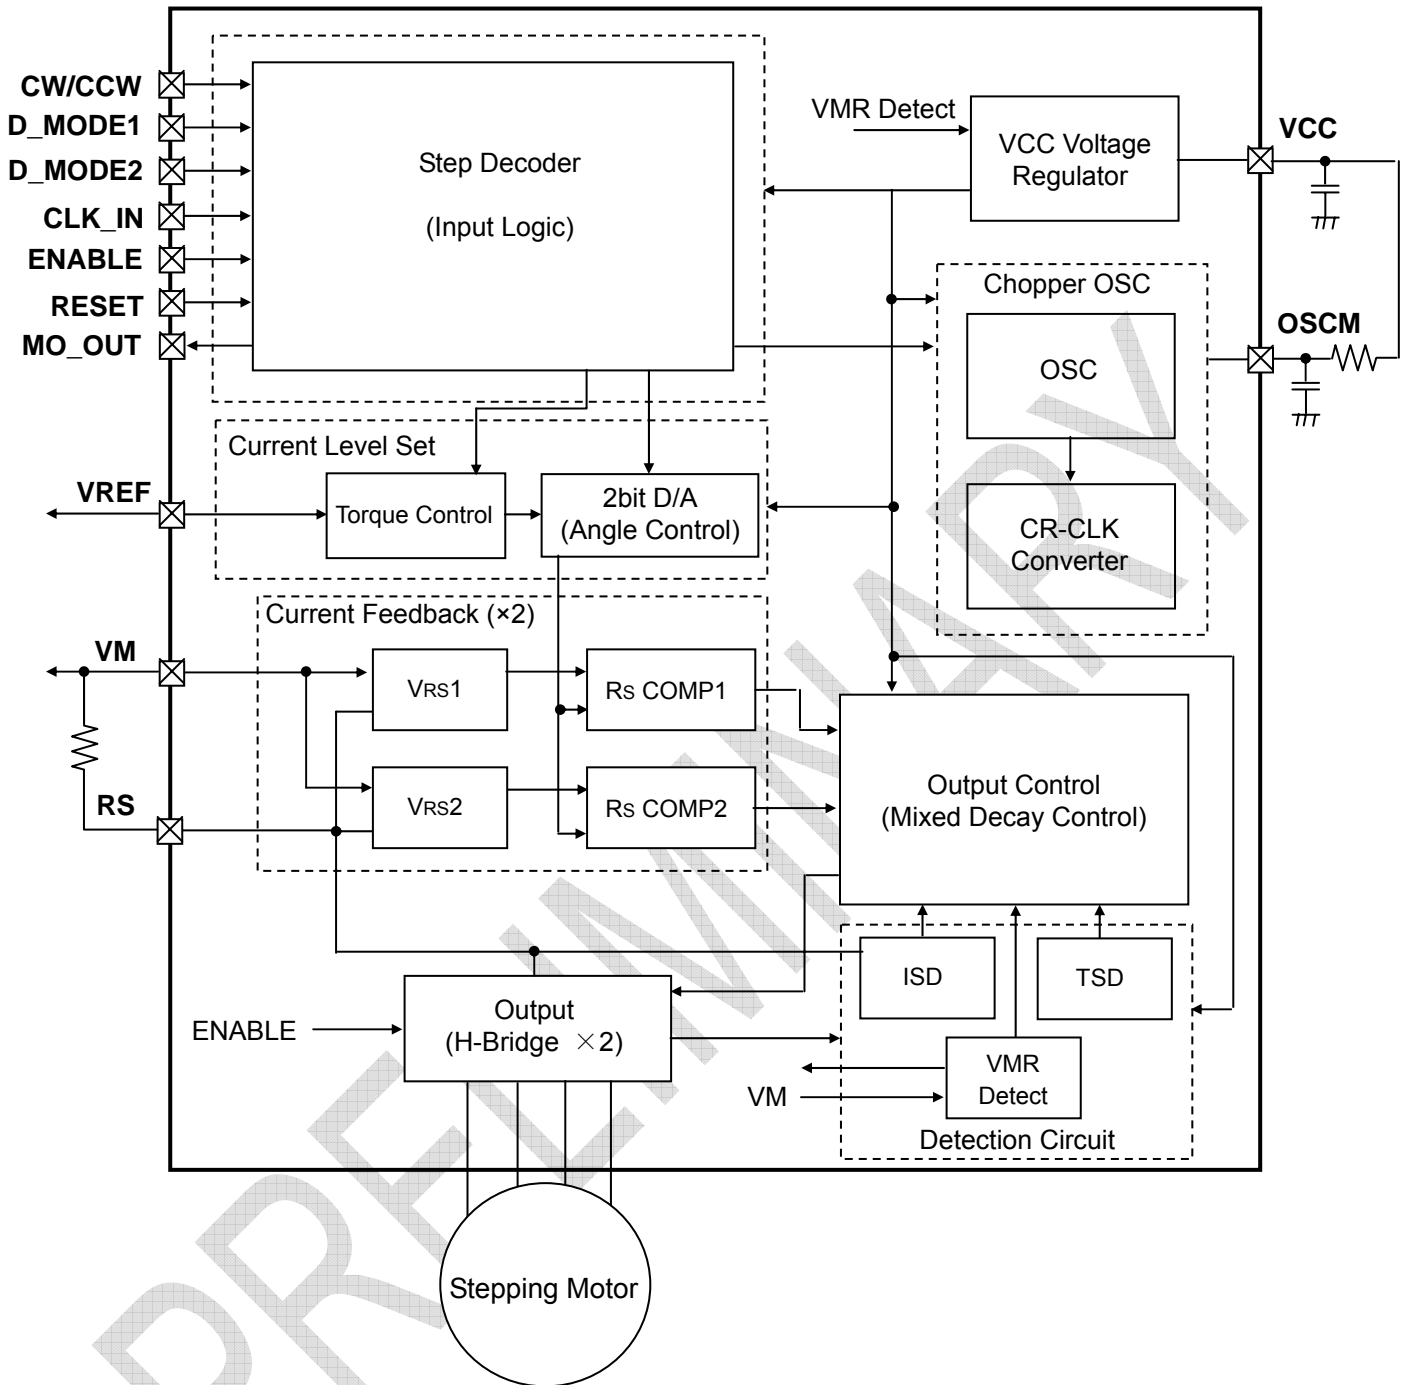 CW/CCW
D_MODE1
D_MODE2
CLK_IN
ENABLE
RESET
MO_OUT
Step Decoder
(Input Logic)
VMR Detect
VCC Voltage
Regulator
VCC
Chopper OSC
OSC
CR-CLK
Converter
OSCM
Current Level Set
VREF
Torque Control
2bit D/A
(Angle Control)
Current Feedback (×2)
VM
VRS1
RS COMP1
RS
VRS2
RS COMP2
Output Control
(Mixed Decay Control)
ISD
TSD
ENABLE
Output
(H-Bridge ×2)
VM
VMR
Detect
Detection Circuit
Stepping Motor
PRELIMINARY